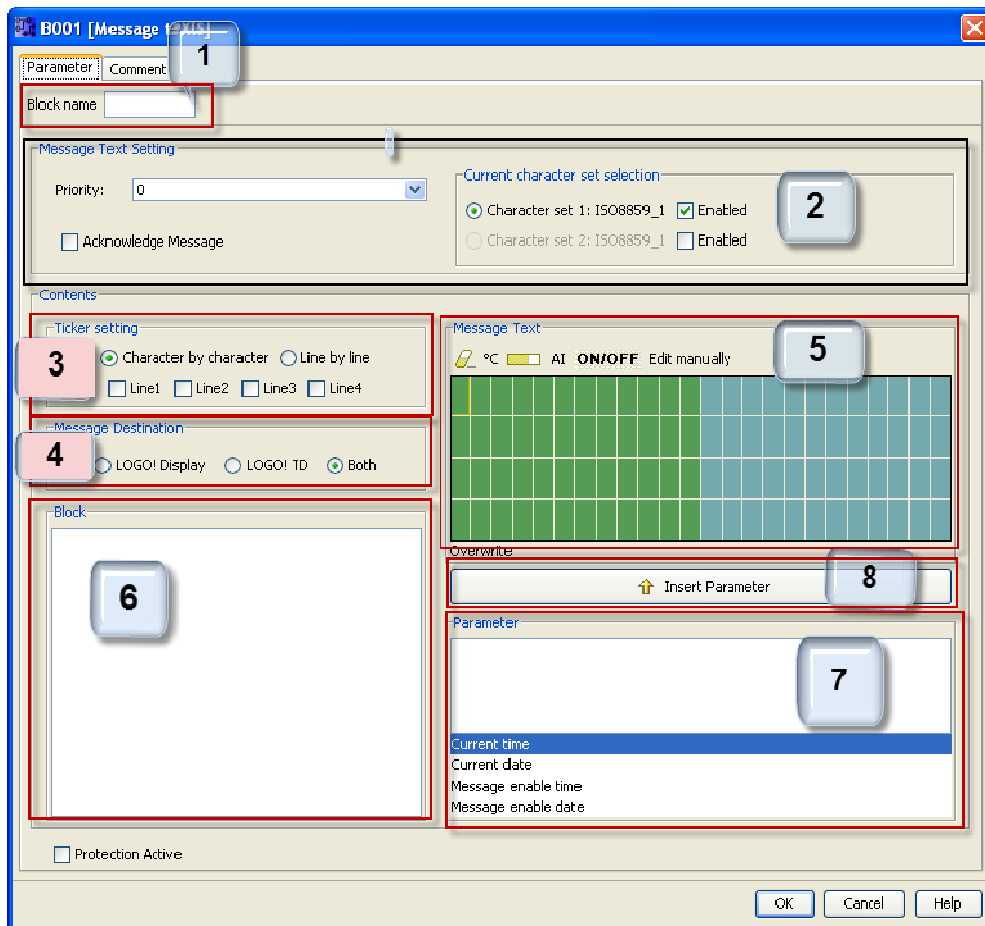 B001 [Message texts]
1
Parameter Comment
Block name
Message Text Setting
Priority: 0
Acknowledge Message
Current character set selection
Character set 1: ISO8859_1 Enabled
Character set 2: ISO8859_1 Enabled
2
Contents
Ticker setting
3
Character by character Line by line
Line1 Line2 Line3 Line4
Message Destination
4
LOGO! Display LOGO! TD Both
Message Text
5
°C AI ON/OFF Edit manually
Overwrite
Block
6
Insert Parameter
8
Parameter
7
Current time
Current date
Message enable time
Message enable date
Protection Active
OK Cancel Help